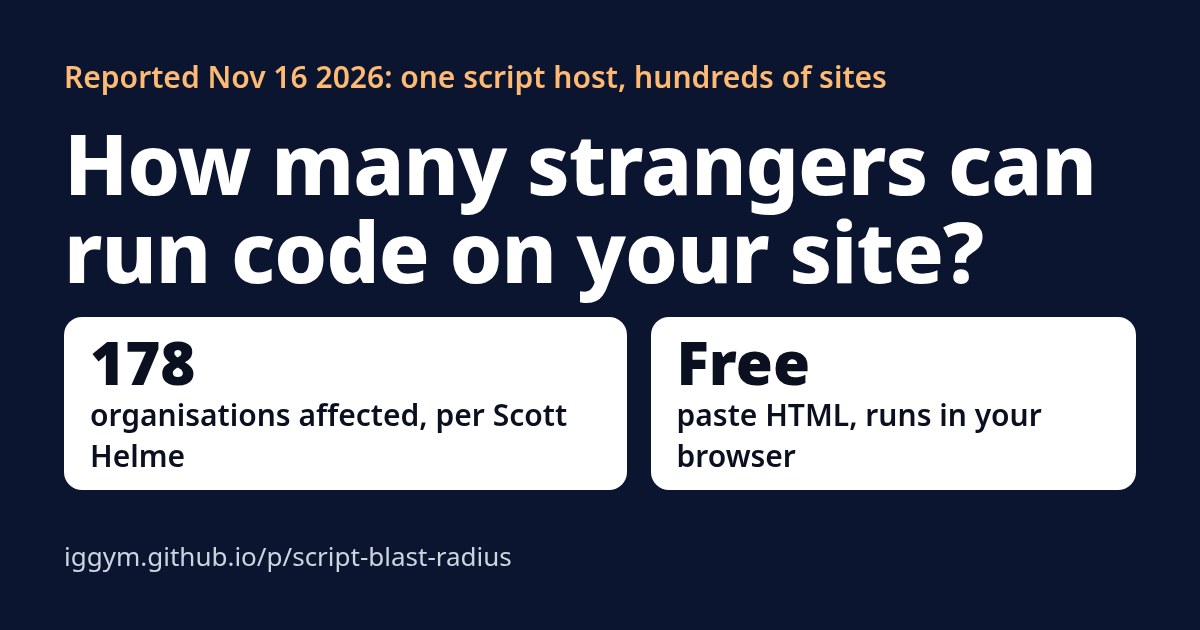 Reported Nov 16 2026: one script host, hundreds of sites
How many strangers can
run code on your site?
178
organisations affected, per Scott
Helme
Free
paste HTML, runs in your
browser
iggym.github.io/p/script-blast-radius